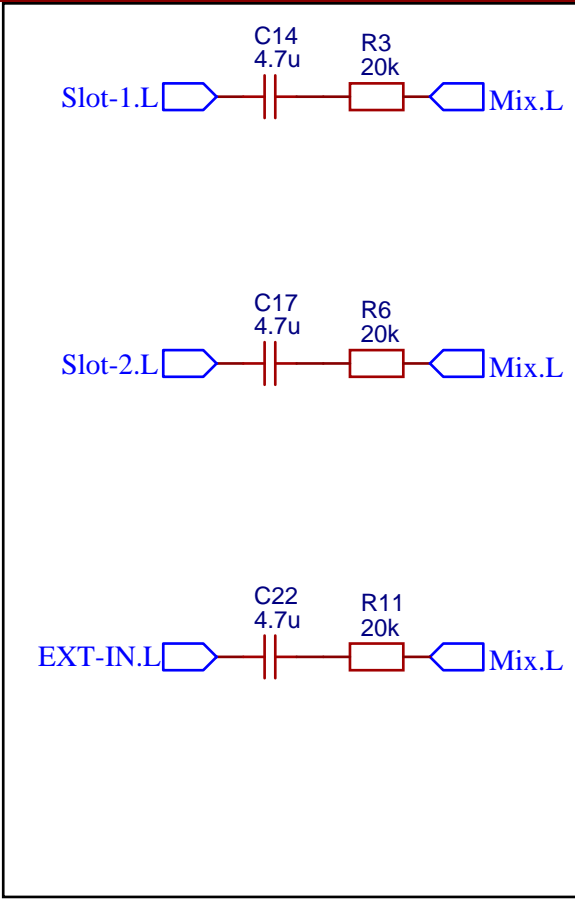 C14
4.7u
R3
20k
Slot-1.L
Mix.L
C17
4.7u
R6
20k
Slot-2.L
Mix.L
C22
4.7u
R11
20k
EXT-IN.L
Mix.L